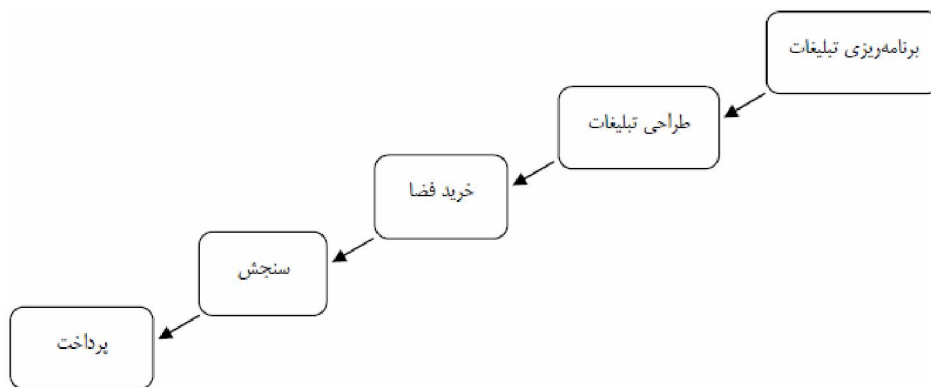 برنامه‌ریزی تبلیغات
طراحی تبلیغات
خرید فضا
سنجش
پرداخت